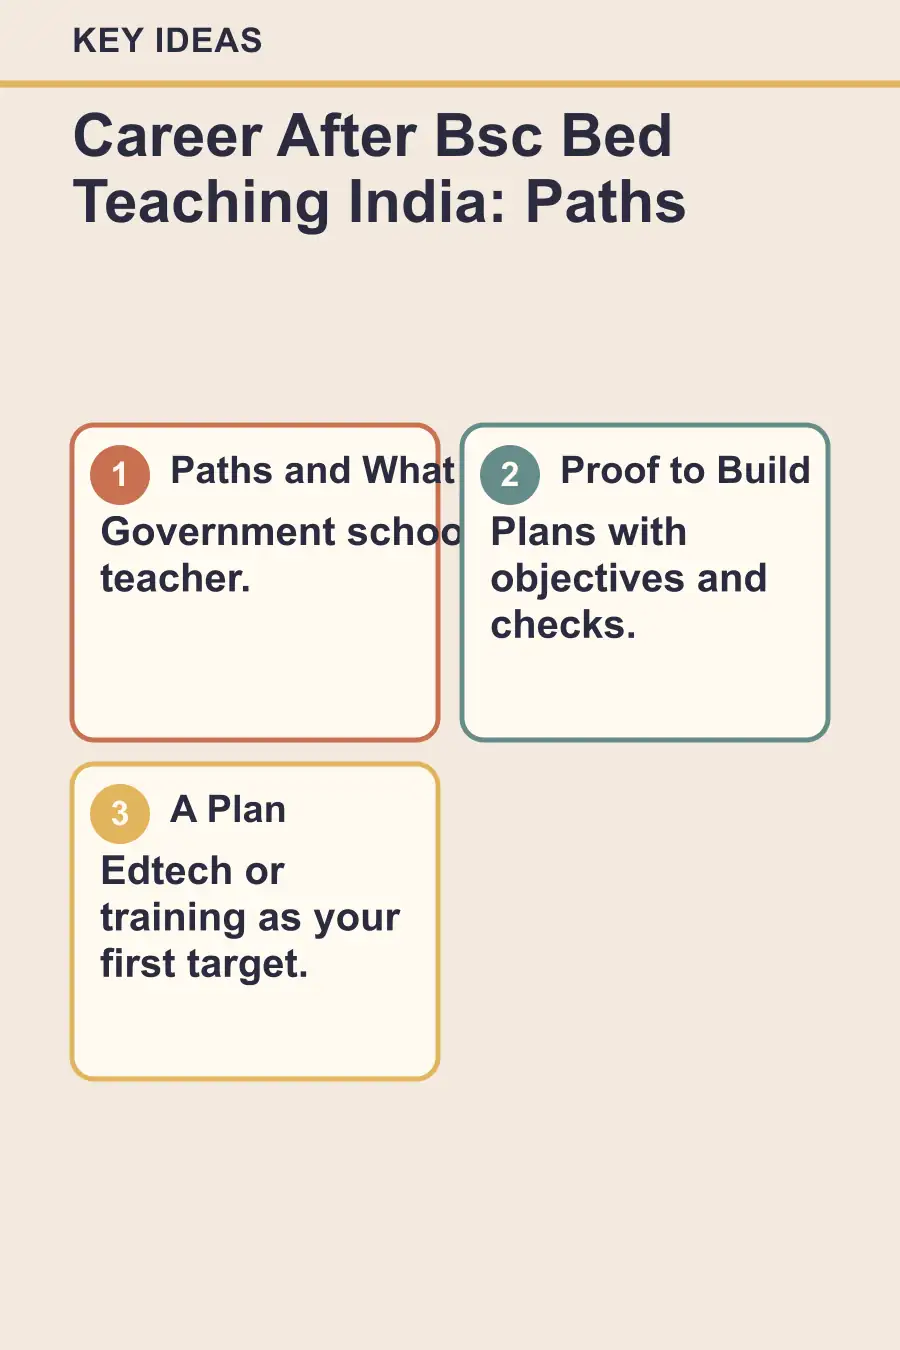 KEY IDEAS
Career After Bsc Bed
Teaching India: Paths
1 Paths and What
Government schoo
teacher.
2 Proof to Build
Plans with
objectives and
checks.
3 A Plan
Edtech or
training as your
first target.